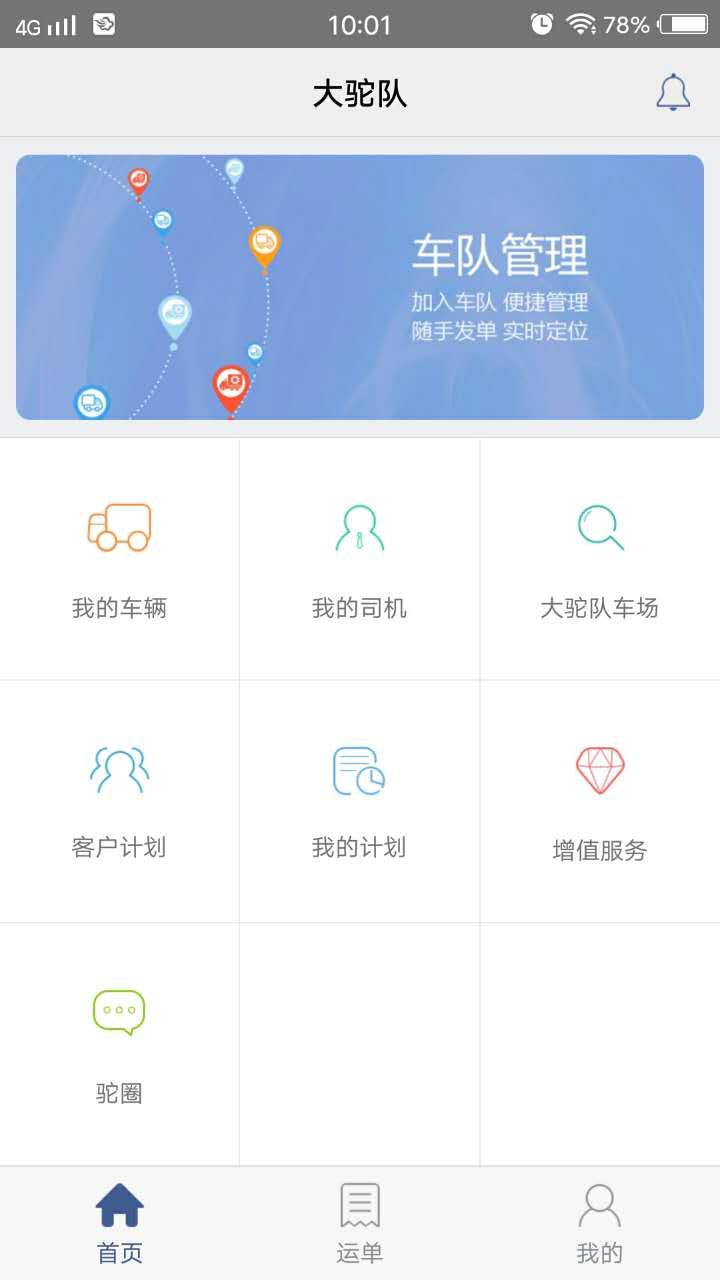 4G 10:01 78%
大驼队
车队管理
加入车队 便捷管理
随手发单 实时定位
我的车辆 我的司机 大驼队车场
客户计划 我的计划 增值服务
驼圈
首页 运单 我的